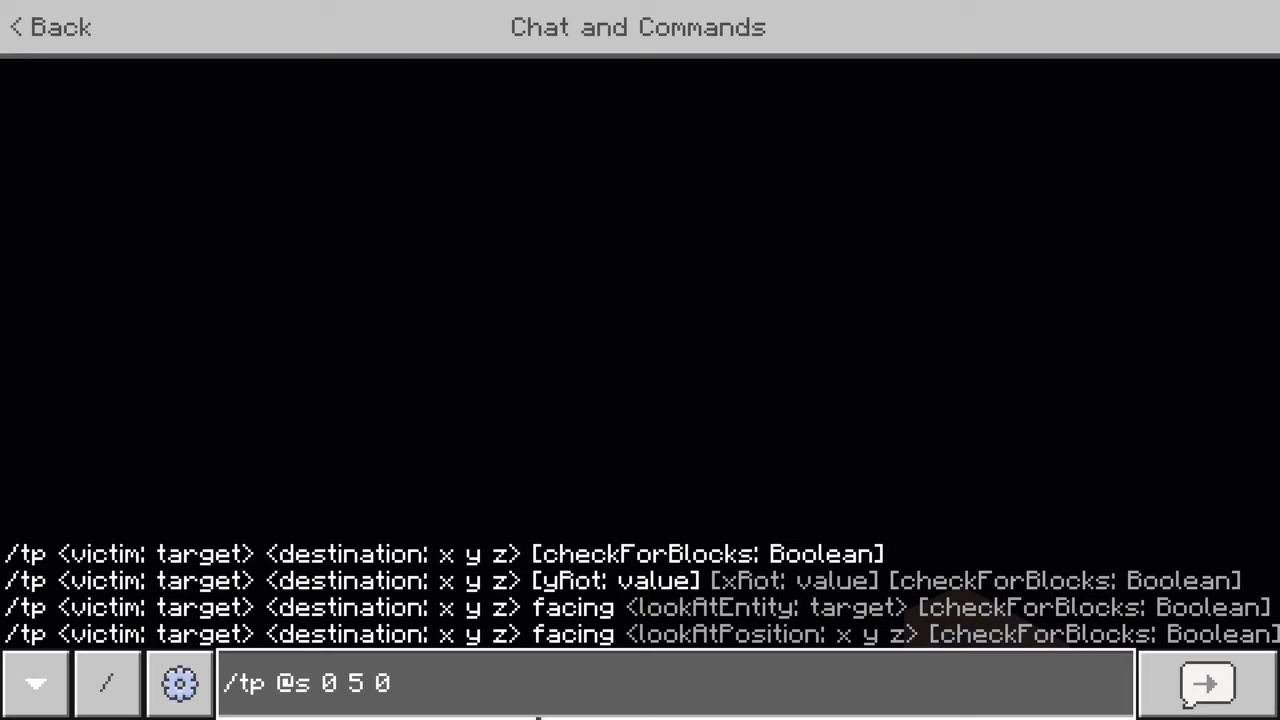 < Back
Chat and Commands
/tp <victim: target> <destination: x y z> [checkForBlocks: Boolean]
/tp <victim: target> <destination: x y z> [yRot: value] [xRot: value] [checkForBlocks: Boolean]
/tp <victim: target> <destination: x y z> facing <lookAtEntity: target> [checkForBlocks: Boolean]
/tp <victim: target> <destination: x y z> facing <lookAtPosition: x y z> [checkForBlocks: Boolean]
/
/tp @s 0 5 0